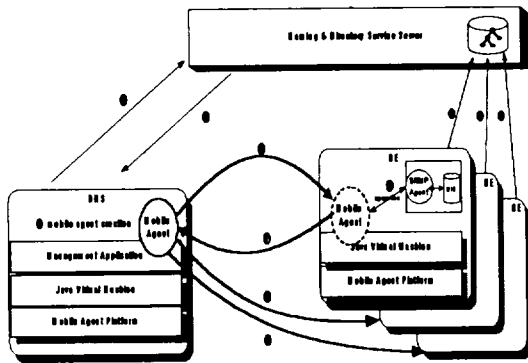 Naming & Directory Service Server
NE
NE
NE
SNMP
Agent
MIB
Mobile
Agent
Java Virtual Machine
Mobile Agent Platform
NMS
mobile agent creation
Mobile
Agent
Management Application
Java Virtual Machine
Mobile Agent Platform